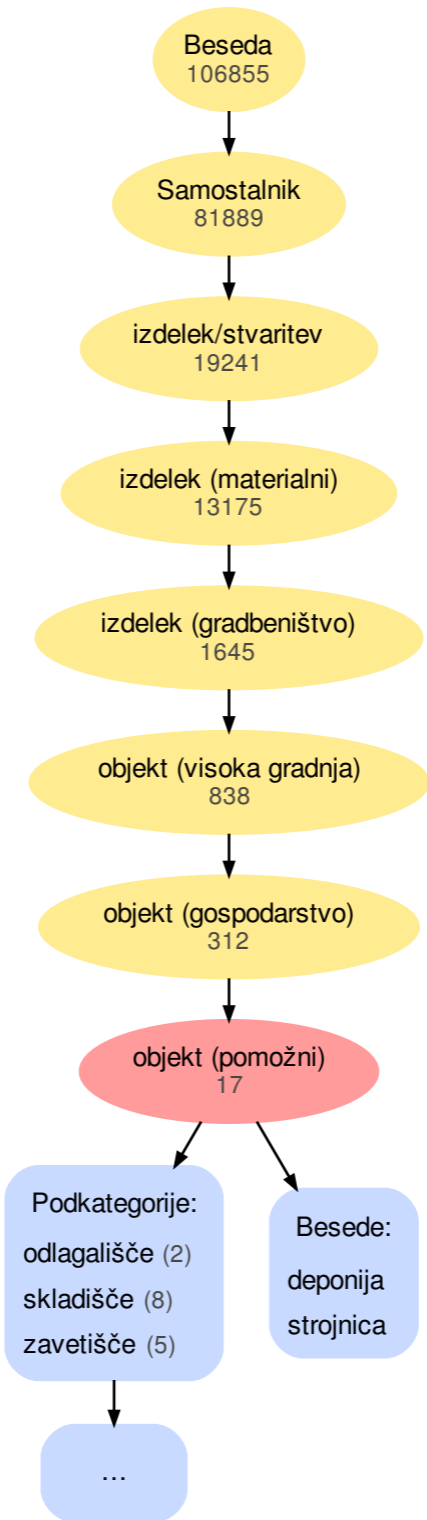 Beseda
106855
Samostalnik
81889
izdelek/stvaritev
19241
izdelek (materialni)
13175
izdelek (gradbeništvo)
1645
objekt (visoka gradnja)
838
objekt (gospodarstvo)
312
objekt (pomožni)
17
Podkategorije:
odlagališče (2)
skladišče (8)
zavetišče (5)
Besede:
deponija
strojnica
...